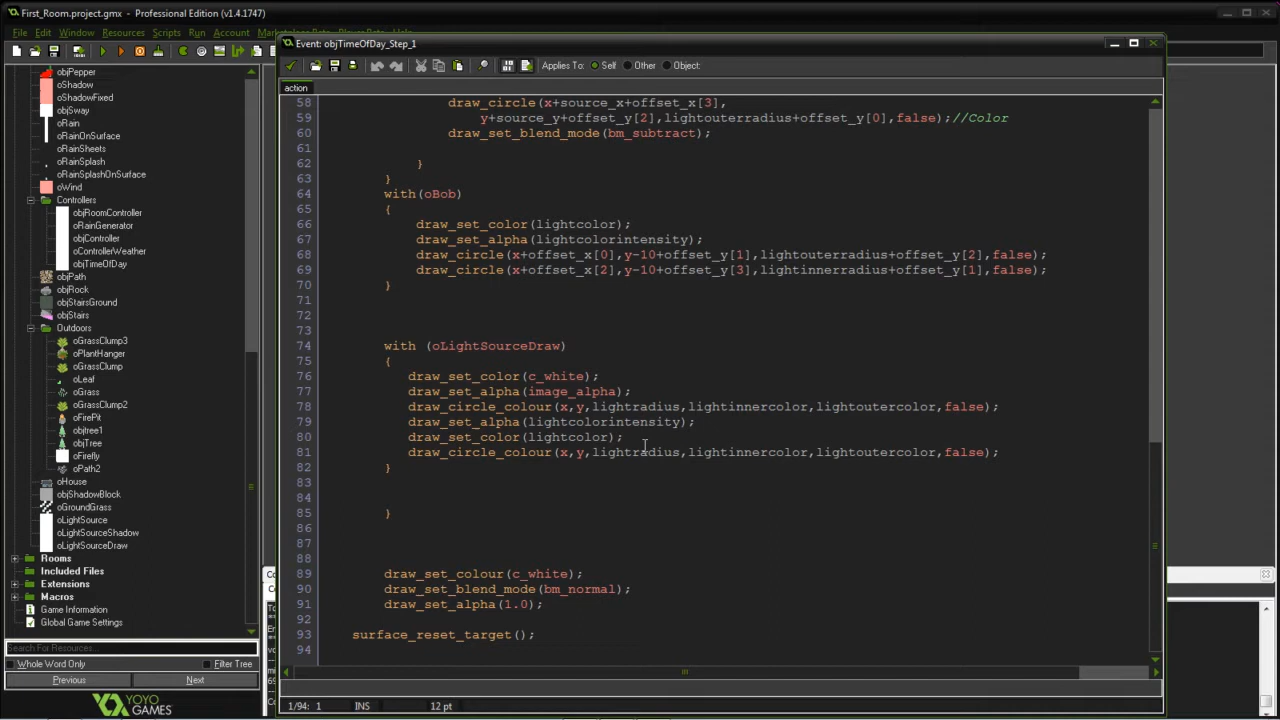 First_Room.project.gmx - Professional Edition (v1.4.1747)
File Edit Window Resources Scripts Run Account
Event: objTimeOfDay_Step_1
Applies To: Self Other Object:
action
objPepper
oShadow
oShadowFixed
objSway
oRain
oRainOnSurface
oRainSheets
oRainSplash
oRainSplashOnSurface
oWind
Controllers
objRoomController
oRainGenerator
objController
oControllerWeather
objTimeOfDay
objPath
objRock
objStairsGround
objStairs
Outdoors
oGrassClump3
oPlantHanger
oGrassClump
oLeaf
oGrass
oGrassClump2
oFirePit
objtree1
objTree
oFirefly
oPath2
oHouse
objShadowBlock
oGroundGrass
oLightSource
oLightSourceShadow
oLightSourceDraw
Rooms
Included Files
Extensions
Macros
Game Information
Global Game Settings
Search For Resources
Whole Word Only Filter Tree
Previous Next
YOYO
GAMES
58 draw_circle(x+source_x+offset_x[3],
59 y+source_y+offset_y[2],lightouterradius+offset_y[0],false);//Color
60 draw_set_blend_mode(bm_subtract);
61
62 }
63 }
64 with(oBob)
65 {
66 draw_set_color(lightcolor);
67 draw_set_alpha(lightcolorintensity);
68 draw_circle(x+offset_x[0],y-10+offset_y[1],lightouterradius+offset_y[2],false);
69 draw_circle(x+offset_x[2],y-10+offset_y[3],lightinnerradius+offset_y[1],false);
70 }
71
72
73
74 with (oLightSourceDraw)
75 {
76 draw_set_color(c_white);
77 draw_set_alpha(image_alpha);
78 draw_circle_colour(x,y,lightradius,lightinnercolor,lightoutercolor,false);
79 draw_set_alpha(lightcolorintensity);
80 draw_set_color(lightcolor);
81 draw_circle_colour(x,y,lightradius,lightinnercolor,lightoutercolor,false);
82 }
83
84
85 }
86
87
88
89 draw_set_colour(c_white);
90 draw_set_blend_mode(bm_normal);
91 draw_set_alpha(1.0);
92
93 surface_reset_target();
94
1/94: 1 INS 12 pt